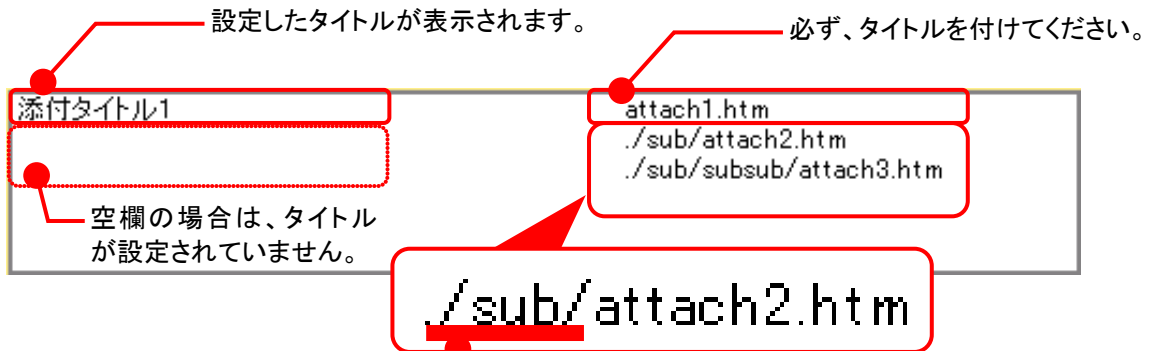 設定したタイトルが表示されます。
必ず、タイトルを付けてください。
添付タイトル1
attach1.htm
./sub/attach2.htm
./sub/subsub/attach3.htm
空欄の場合は、タイトル
が設定されていません。
./sub/attach2.htm